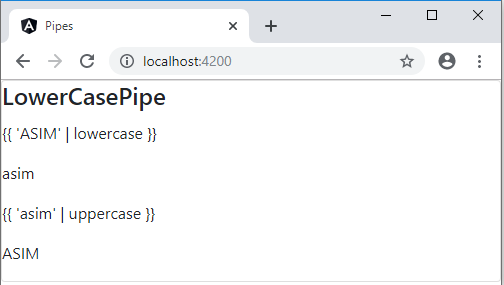 Pipes
localhost:4200
LowerCasePipe
{{ 'ASIM' | lowercase }}
asim
{{ 'asim' | uppercase }}
ASIM